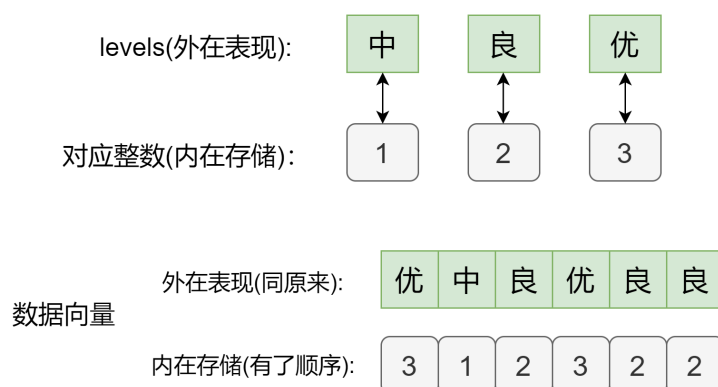 levels(外在表现): 中 良 优
对应整数(内在存储): 1 2 3
外在表现(同原来): 优 中 良 优 良 良
数据向量
内在存储(有了顺序): 3 1 2 3 2 2